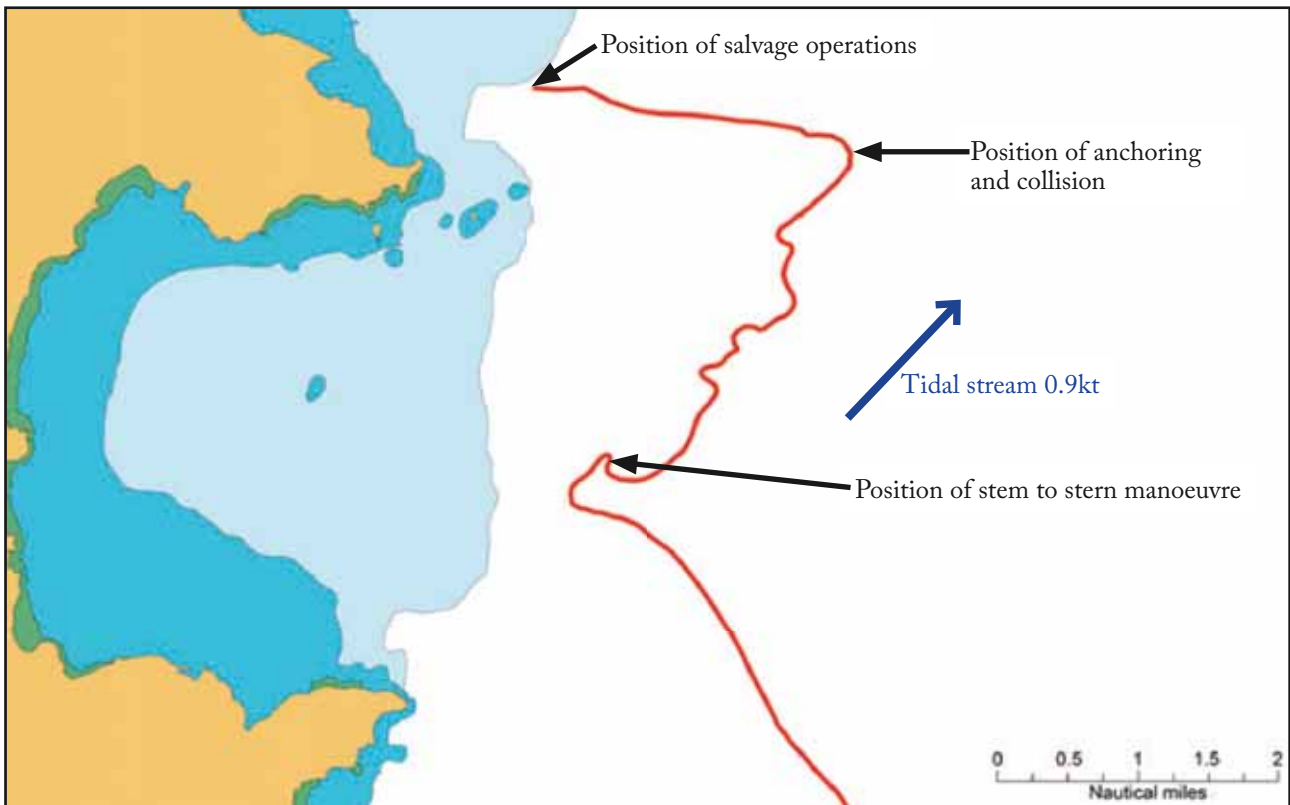 Position of salvage operations
Position of anchoring
and collision
Tidal stream 0.9kt
Position of stem to stern manoeuvre
0 0.5 1 1.5 2
Nautical miles